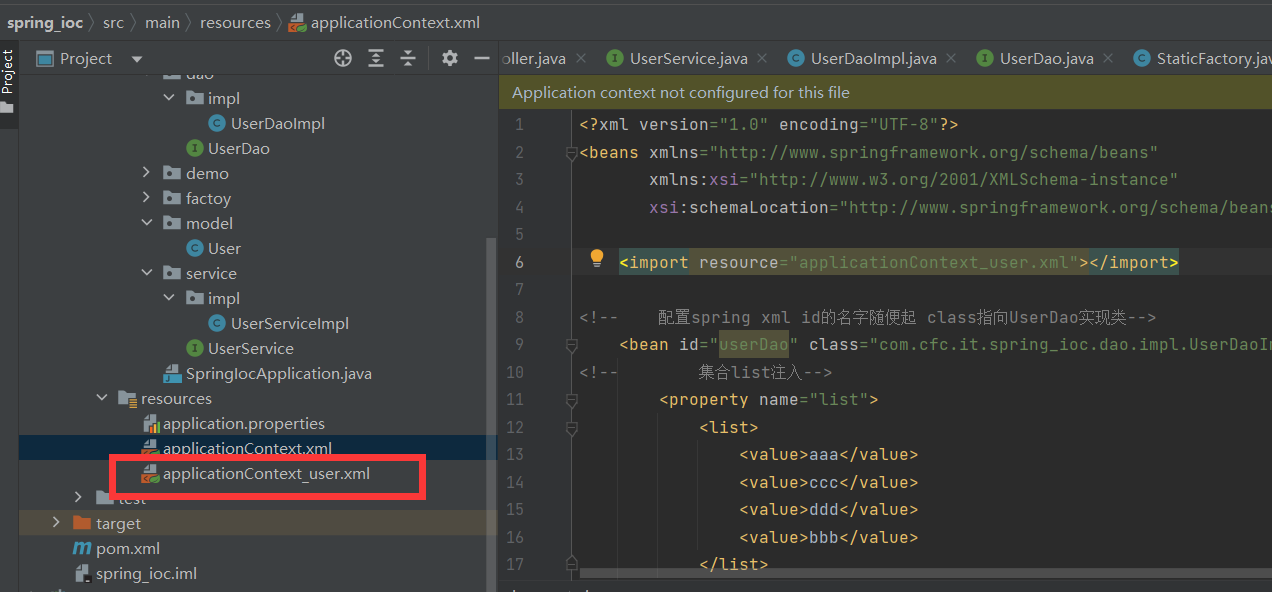 spring_ioc src main resources applicationContext.xml
Project
Project
oller.java UserService.java UserDaoImpl.java UserDao.java StaticFactory.jav
dao
impl
UserDaoImpl
UserDao
demo
factoy
model
User
service
impl
UserServiceImpl
UserService
SpringIocApplication.java
resources
application.properties
applicationContext.xml
applicationContext_user.xml
test
target
pom.xml
spring_ioc.iml
Application context not configured for this file
1 <?xml version="1.0" encoding="UTF-8"?>
2 <beans xmlns="http://www.springframework.org/schema/beans"
3 xmlns:xsi="http://www.w3.org/2001/XMLSchema-instance"
4 xsi:schemaLocation="http://www.springframework.org/schema/beans
5
6 <import resource="applicationContext_user.xml"></import>
7
8 <!-- 配置spring xml id的名字随便起 class指向UserDao实现类-->
9 <bean id="userDao" class="com.cfc.it.spring_ioc.dao.impl.UserDaoIm
10 <!-- 集合list注入-->
11 <property name="list">
12 <list>
13 <value>aaa</value>
14 <value>ccc</value>
15 <value>ddd</value>
16 <value>bbb</value>
17 </list>